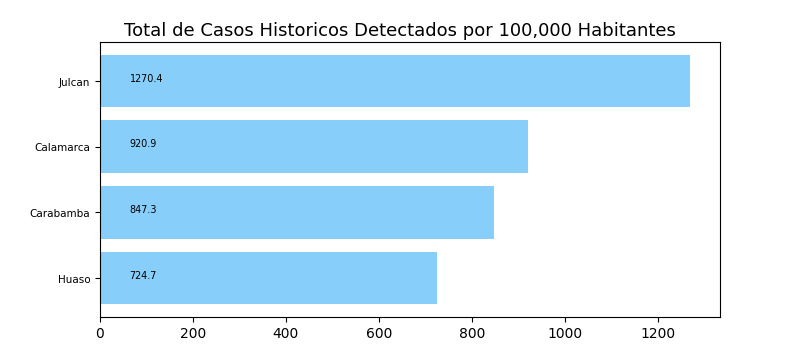 Total de Casos Historicos Detectados por 100,000 Habitantes
Julcan 1270.4
Calamarca 920.9
Carabamba 847.3
Huaso 724.7
0 200 400 600 800 1000 1200